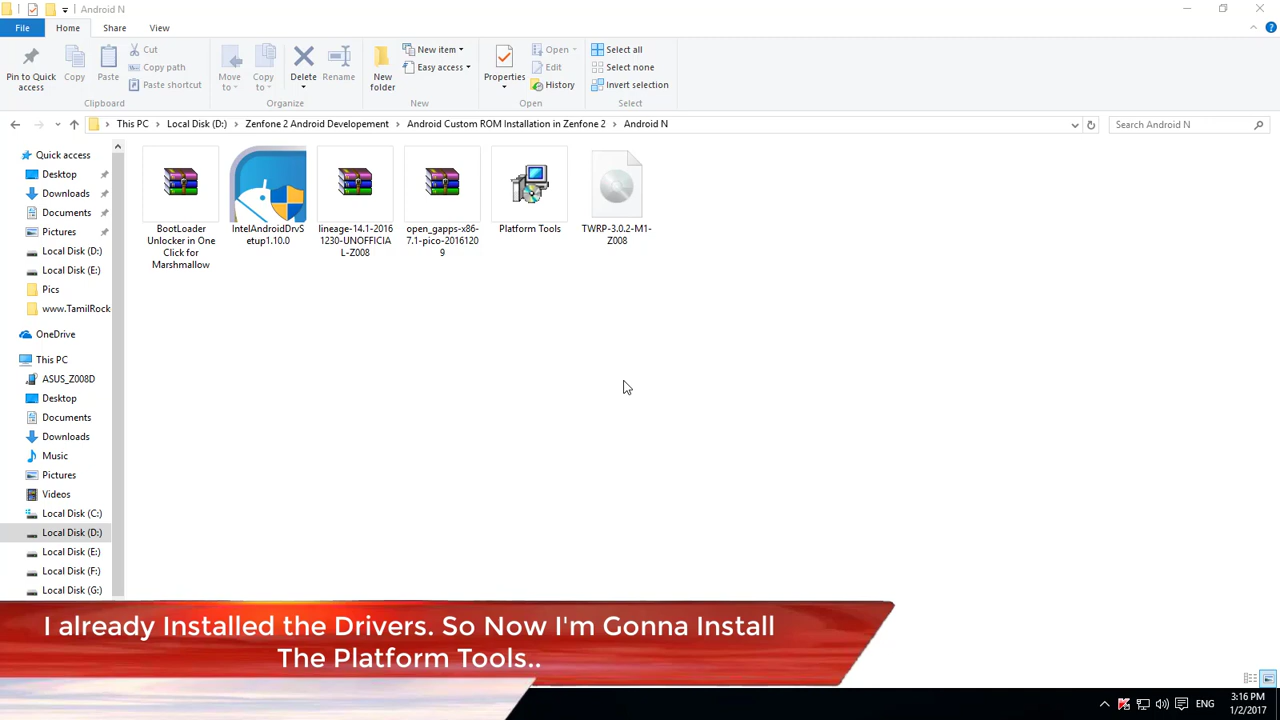 Android N
File
Home
Share
View
Pin to Quick
access
Copy
Paste
Cut
Copy path
Paste shortcut
Clipboard
Move
to
Copy
to
Delete
Rename
Organize
New
folder
New item
Easy access
New
Properties
Open
Edit
History
Open
Select all
Select none
Invert selection
Select
This PC
Local Disk (D:)
Zenfone 2 Android Developement
Android Custom ROM Installation in Zenfone 2
Android N
Search Android N
Quick access
Desktop
Downloads
Documents
Pictures
Local Disk (D:)
Local Disk (E:)
Pics
www.TamilRock
OneDrive
This PC
ASUS_Z008D
Desktop
Documents
Downloads
Music
Pictures
Videos
Local Disk (C:)
Local Disk (D:)
Local Disk (E:)
Local Disk (F:)
Local Disk (G:)
BootLoader
Unlocker in One
Click for
Marshmallow
IntelAndroidDrvS
etup1.10.0
lineage-14.1-2016
1230-UNOFFICIA
L-Z008
open_gapps-x86-
7.1-pico-2016120
9
Platform Tools
TWRP-3.0.2-M1-
Z008
I already Installed the Drivers. So Now I'm Gonna Install
The Platform Tools..
ENG
3:16 PM
1/2/2017